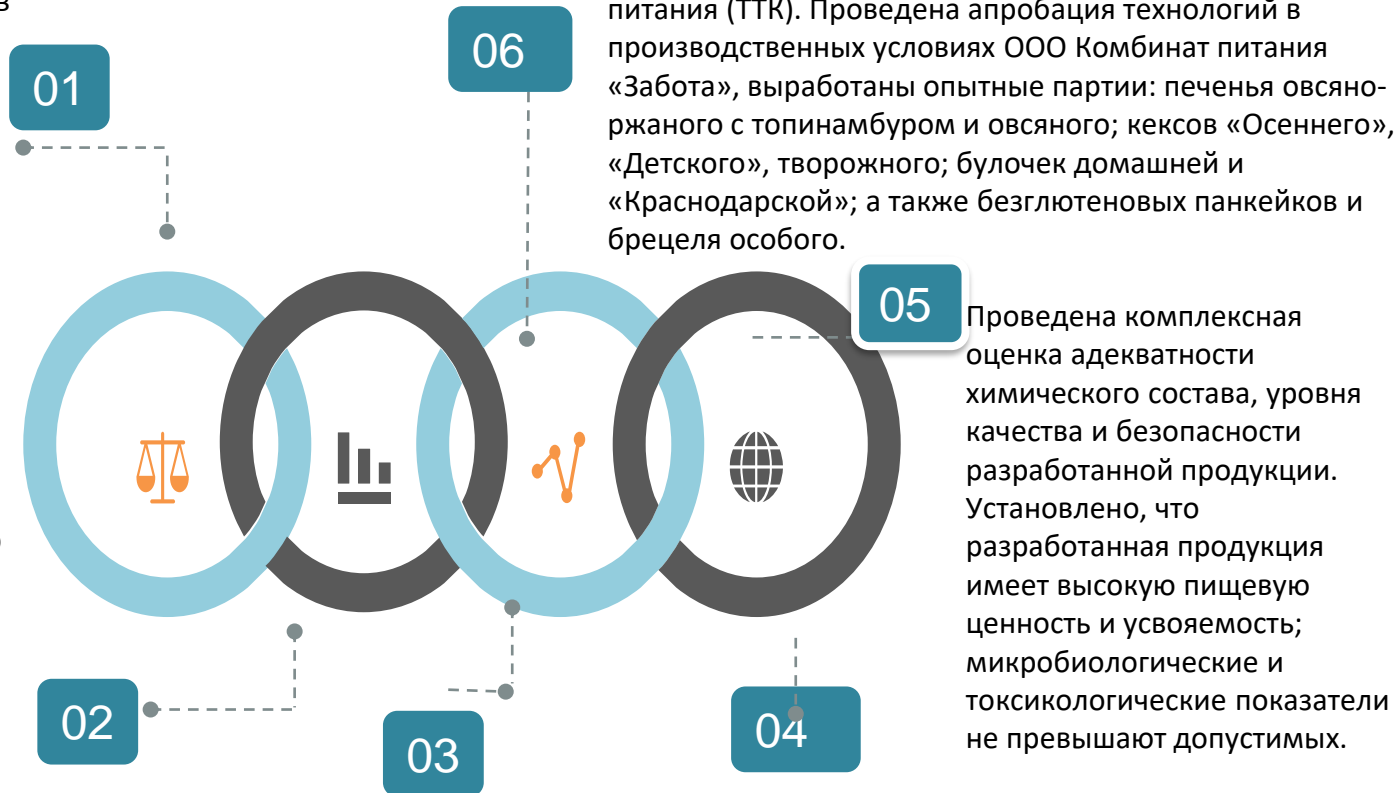 в
01
06
питания (ТТК). Проведена апробация технологий в
производственных условиях ООО Комбинат питания
«Забота», выработаны опытные партии: печенья овсяно-
ржаного с топинамбуром и овсяного; кексов «Осеннего»,
«Детского», творожного; булочек домашней и
«Краснодарской»; а также безглютеновых панкейков и
брецеля особого.
05
Проведена комплексная
оценка адекватности
химического состава, уровня
качества и безопасности
разработанной продукции.
Установлено, что
разработанная продукция
имеет высокую пищевую
ценность и усвояемость;
микробиологические и
токсикологические показатели
не превышают допустимых.
02
03
04